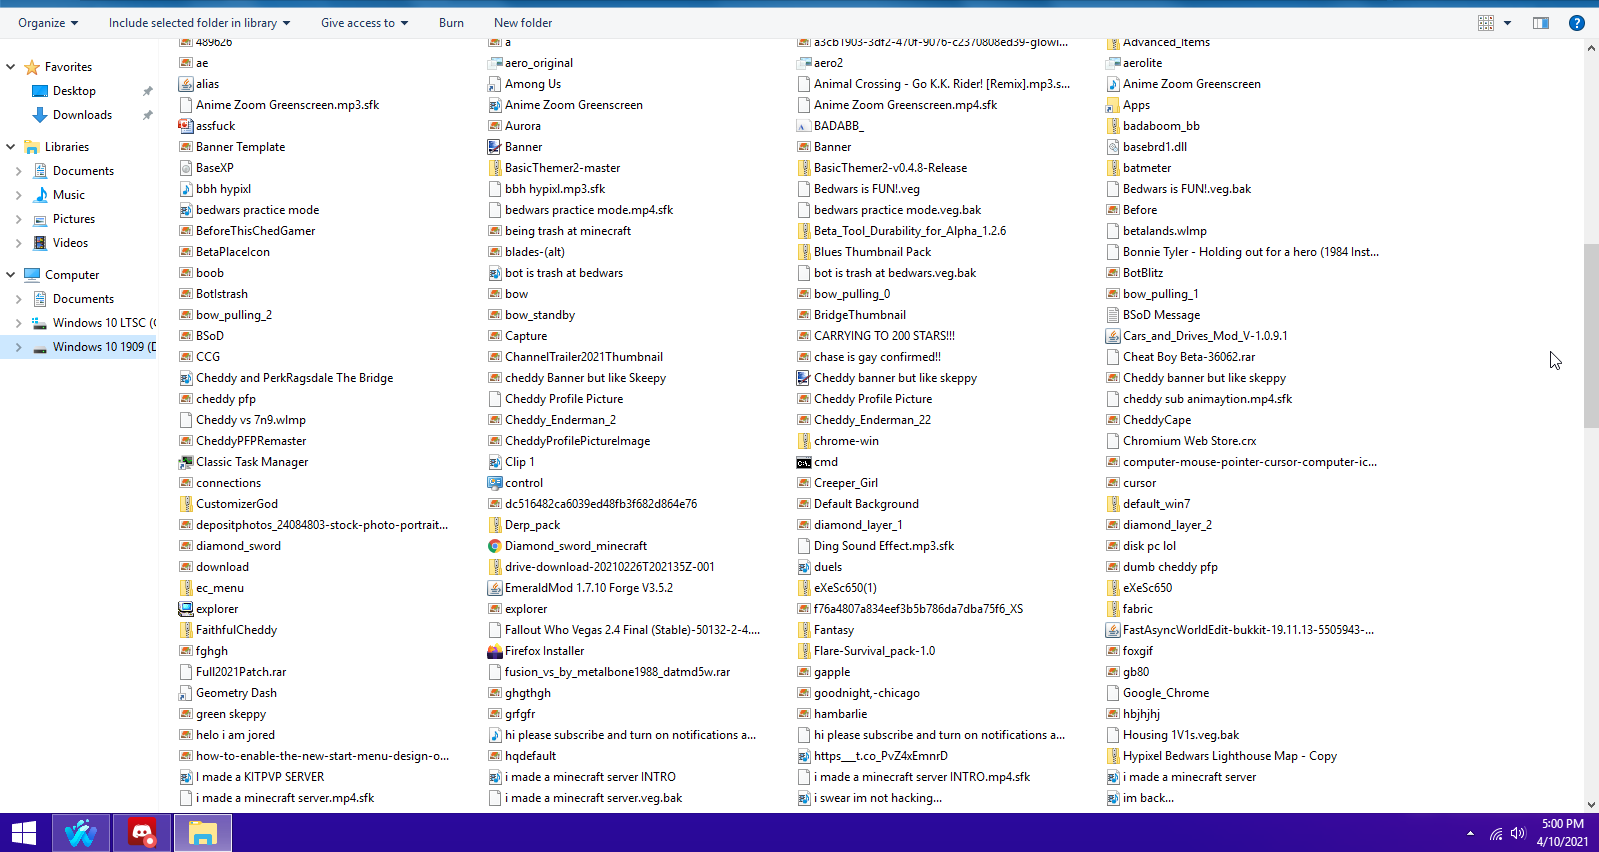 Organize Include selected folder in library Give access to Burn New folder
Favorites
Desktop
Downloads
Libraries
Documents
Music
Pictures
Videos
Computer
Documents
Windows 10 LTSC (
Windows 10 1909 (D
489626 a a3cb1903-3df2-470f-9076-c2370808ed39-glowi... Advanced_Items
ae aero_original aero2 aerolite
alias Among Us Animal Crossing - Go K.K. Rider! [Remix].mp3.s... Anime Zoom Greenscreen
Anime Zoom Greenscreen.mp3.sfk Anime Zoom Greenscreen Anime Zoom Greenscreen.mp4.sfk Apps
assfuck Aurora BADABB_ badaboom_bb
Banner Template Banner Banner basebrd1.dll
BaseXP BasicThemer2-master BasicThemer2-v0.4.8-Release batmeter
bbh hypixl bbh hypixl.mp3.sfk Bedwars is FUN!.veg Bedwars is FUN!.veg.bak
bedwars practice mode bedwars practice mode.mp4.sfk bedwars practice mode.veg.bak Before
BeforeThisChedGamer being trash at minecraft Beta_Tool_Durability_for_Alpha_1.2.6 betalands.wlmp
BetaPlaceIcon blades-(alt) Blues Thumbnail Pack Bonnie Tyler - Holding out for a hero (1984 Inst...
boob bot is trash at bedwars bot is trash at bedwars.veg.bak BotBlitz
BotIstrash bow bow_pulling_0 bow_pulling_1
bow_pulling_2 bow_standby BridgeThumbnail BSoD Message
BSoD Capture CARRYING TO 200 STARS!!! Cars_and_Drives_Mod_V-1.0.9.1
CCG ChannelTrailer2021Thumbnail chase is gay confirmed!! Cheat Boy Beta-36062.rar
Cheddy and PerkRagsdale The Bridge cheddy Banner but like Skeepy Cheddy banner but like skeppy Cheddy banner but like skeppy
cheddy pfp Cheddy Profile Picture Cheddy Profile Picture cheddy sub animaytion.mp4.sfk
Cheddy vs 7n9.wlmp Cheddy_Enderman_2 Cheddy_Enderman_22 CheddyCape
CheddyPFPRemaster CheddyProfilePictureImage chrome-win Chromium Web Store.crx
Classic Task Manager Clip 1 cmd computer-mouse-pointer-cursor-computer-ic...
connections control Creeper_Girl cursor
CustomizerGod dc516482ca6039ed48fb3f682d864e76 Default Background default_win7
depositphotos_24084803-stock-photo-portrait... Derp_pack diamond_layer_1 diamond_layer_2
diamond_sword Diamond_sword_minecraft Ding Sound Effect.mp3.sfk disk pc lol
download drive-download-20210226T202135Z-001 duels dumb cheddy pfp
ec_menu EmeraldMod 1.7.10 Forge V3.5.2 eXeSc650(1) eXeSc650
explorer explorer f76a4807a834eef3b5b786da7dba75f6_XS fabric
FaithfulCheddy Fallout Who Vegas 2.4 Final (Stable)-50132-2-4.... Fantasy FastAsyncWorldEdit-bukkit-19.11.13-5505943-...
fghgh Firefox Installer Flare-Survival_pack-1.0 foxgif
Full2021Patch.rar fusion_vs_by_metalbone1988_datmd5w.rar gapple gb80
Geometry Dash ghgthgh goodnight,-chicago Google_Chrome
green skeppy grfgfr hambarlie hbjhjhj
helo i am jored hi please subscribe and turn on notifications a... hi please subscribe and turn on notifications a... Housing 1V1s.veg.bak
how-to-enable-the-new-start-menu-design-o... hqdefault https___t.co_PvZ4xEmnrD Hypixel Bedwars Lighthouse Map - Copy
I made a KITPVP SERVER i made a minecraft server INTRO i made a minecraft server INTRO.mp4.sfk i made a minecraft server
i made a minecraft server.mp4.sfk i made a minecraft server.veg.bak i swear im not hacking... im back...
5:00 PM
4/10/2021